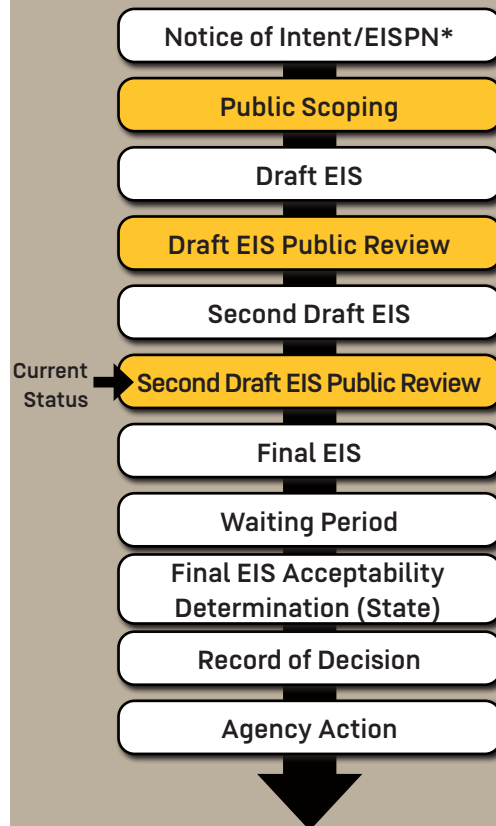 Notice of Intent/EISPN*
Public Scoping
Draft EIS
Draft EIS Public Review
Second Draft EIS
Current
Status
Second Draft EIS Public Review
Final EIS
Waiting Period
Final EIS Acceptability
Determination (State)
Record of Decision
Agency Action